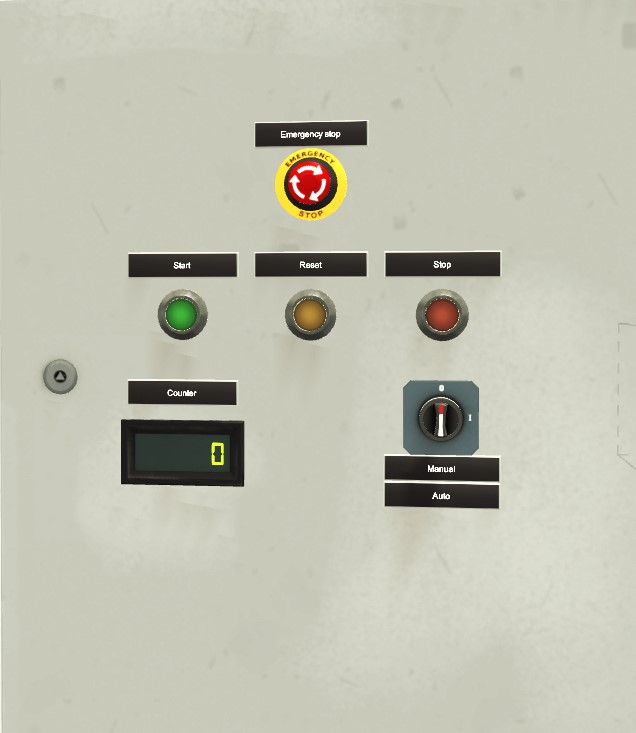 Emergency stop
EMERGENCY
STOP
Start
Reset
Stop
Counter
0
0
I
Manual
Auto